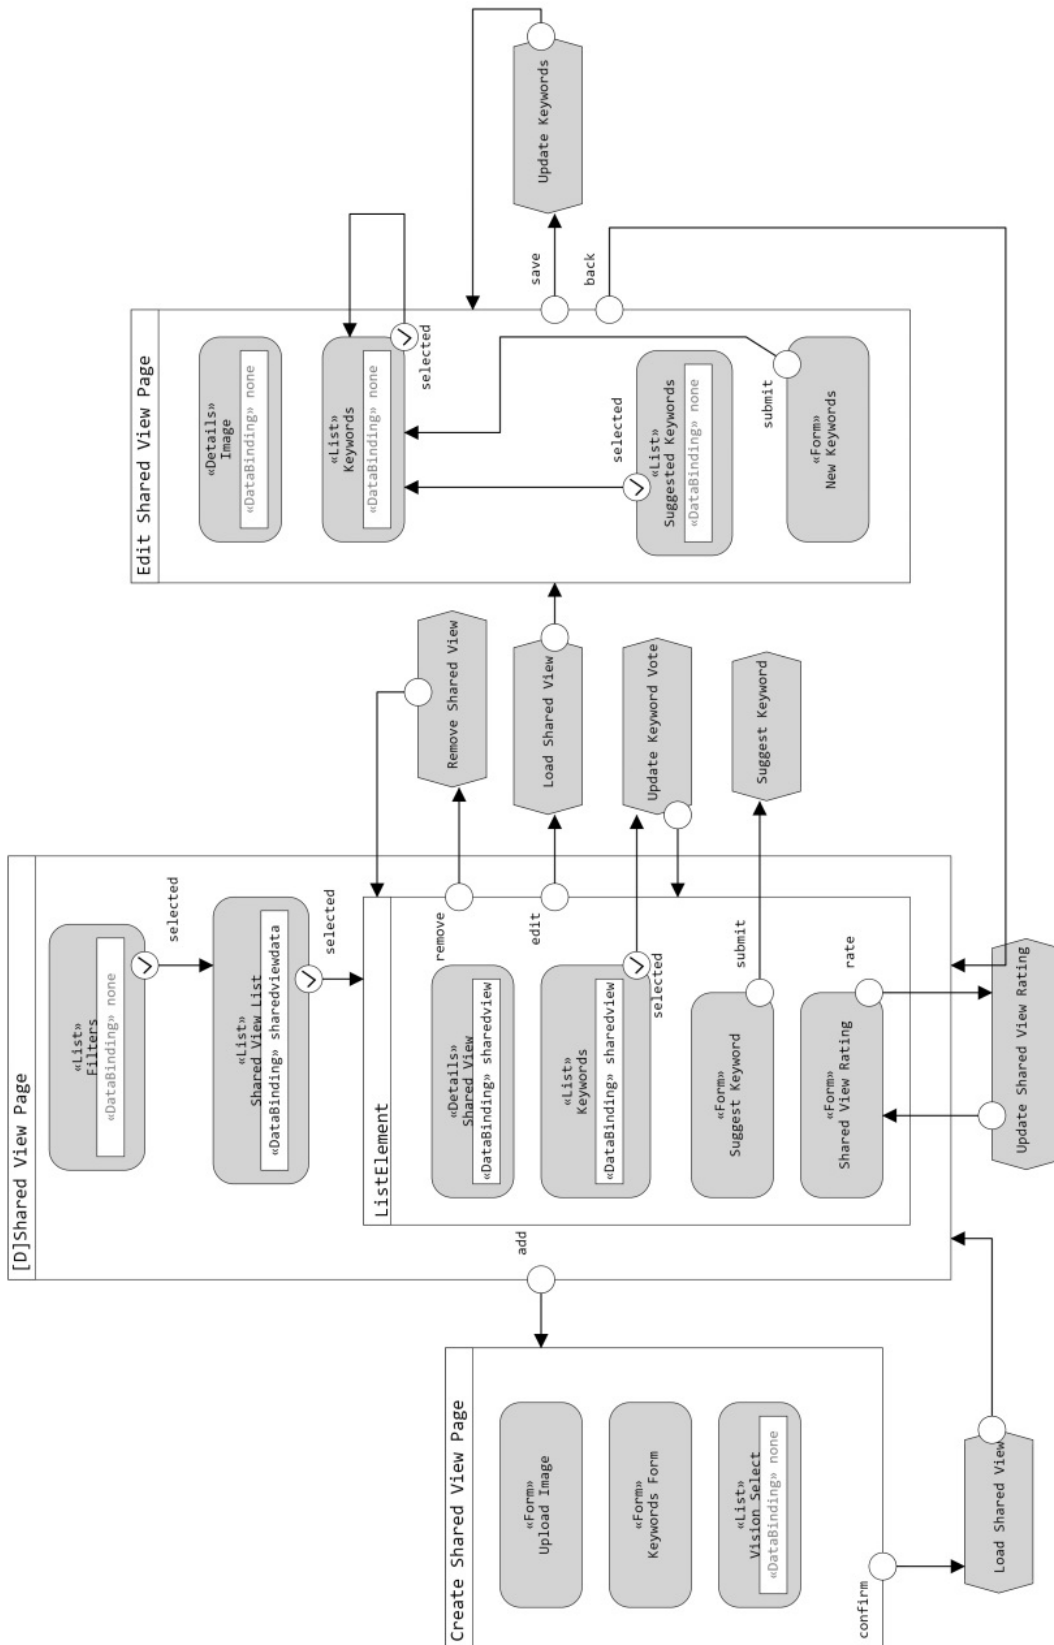 Create Shared View Page
«Form»
Upload Image
«Form»
Keywords Form
«List»
Vision Select
«DataBinding» none
confirm
Load Shared View
[D]Shared View Page
add
«List»
Filters
«DataBinding» none
selected
«List»
Shared View List
«DataBinding» sharedviewdata
selected
ListElement
«Details»
Shared View
«DataBinding» sharedview
remove
edit
«List»
Keywords
«DataBinding» sharedview
selected
«Form»
Suggest Keyword
submit
«Form»
Shared View Rating
rate
Update Shared View Rating
Remove Shared View
Load Shared View
Update Keyword Vote
Suggest Keyword
Edit Shared View Page
«Details»
Image
«DataBinding» none
«List»
Keywords
«DataBinding» none
selected
«List»
Suggested Keywords
«DataBinding» none
selected
«Form»
New Keywords
submit
save
back
Update Keywords